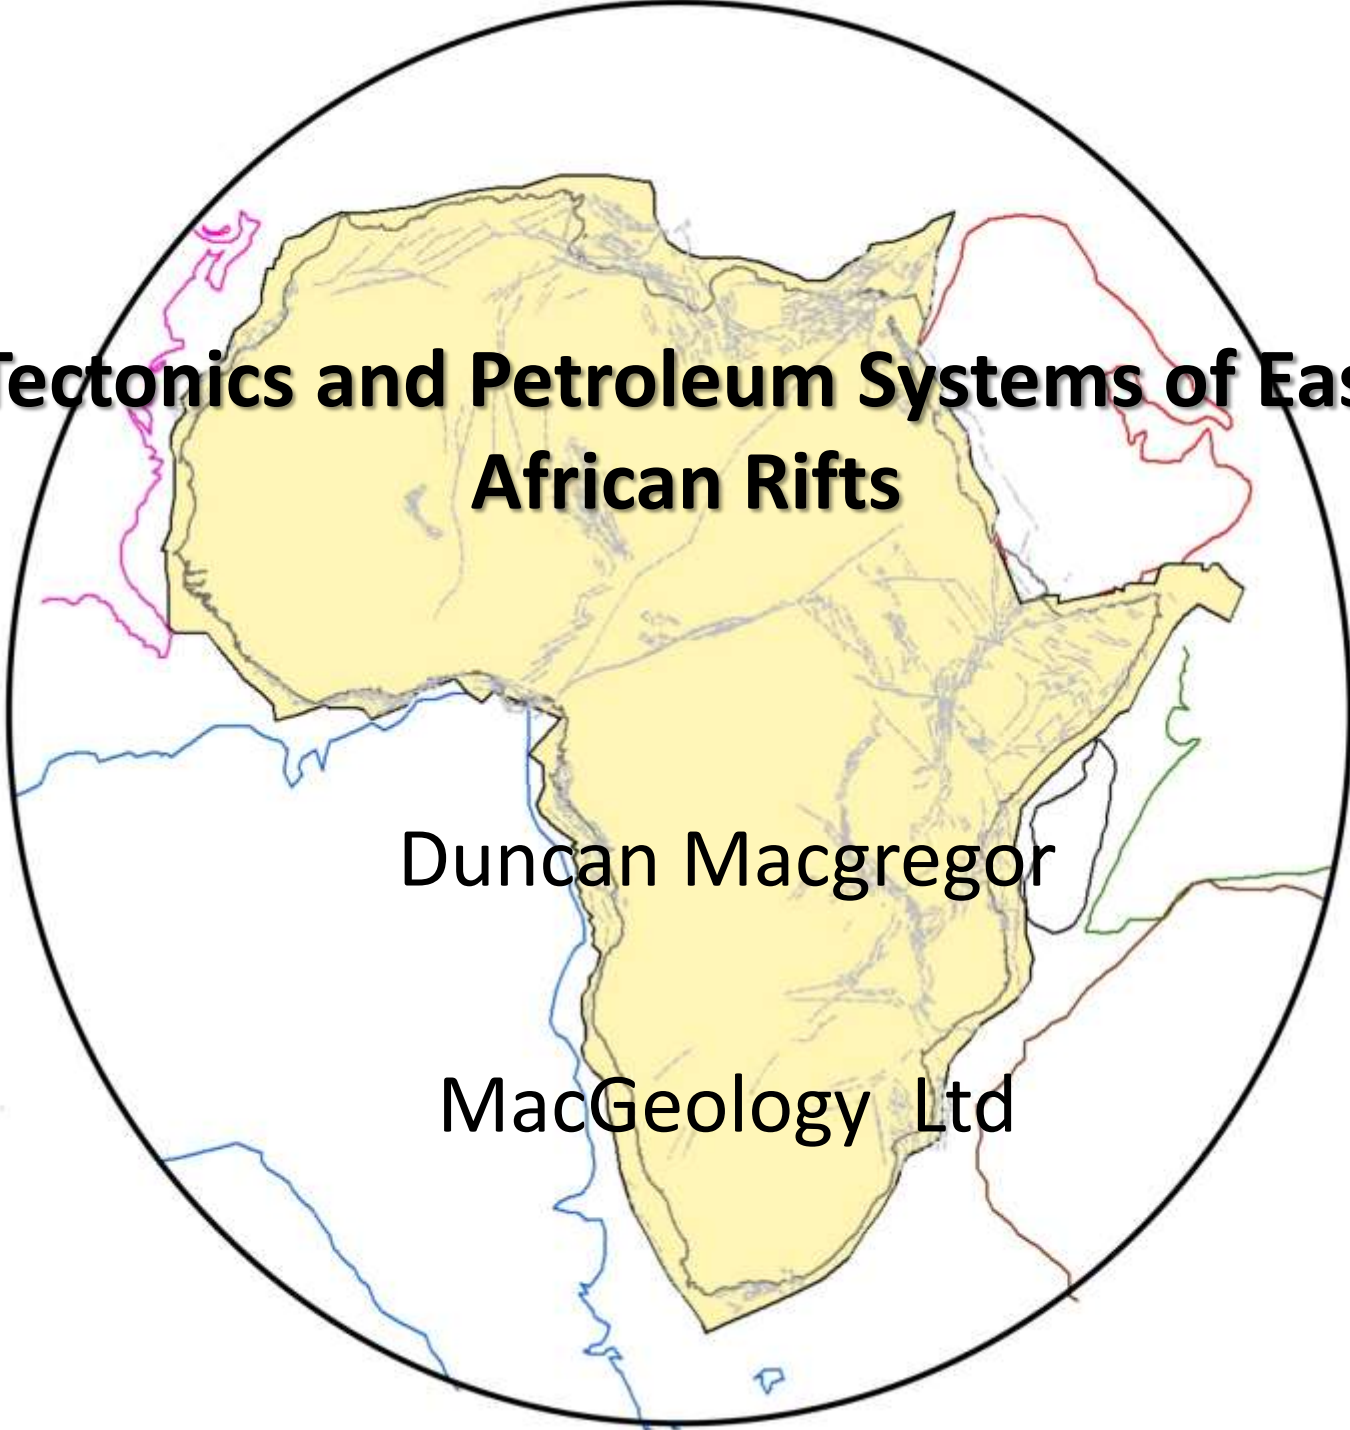 Tectonics and Petroleum Systems of Eas
African Rifts
Duncan Macgregor
MacGeology Ltd